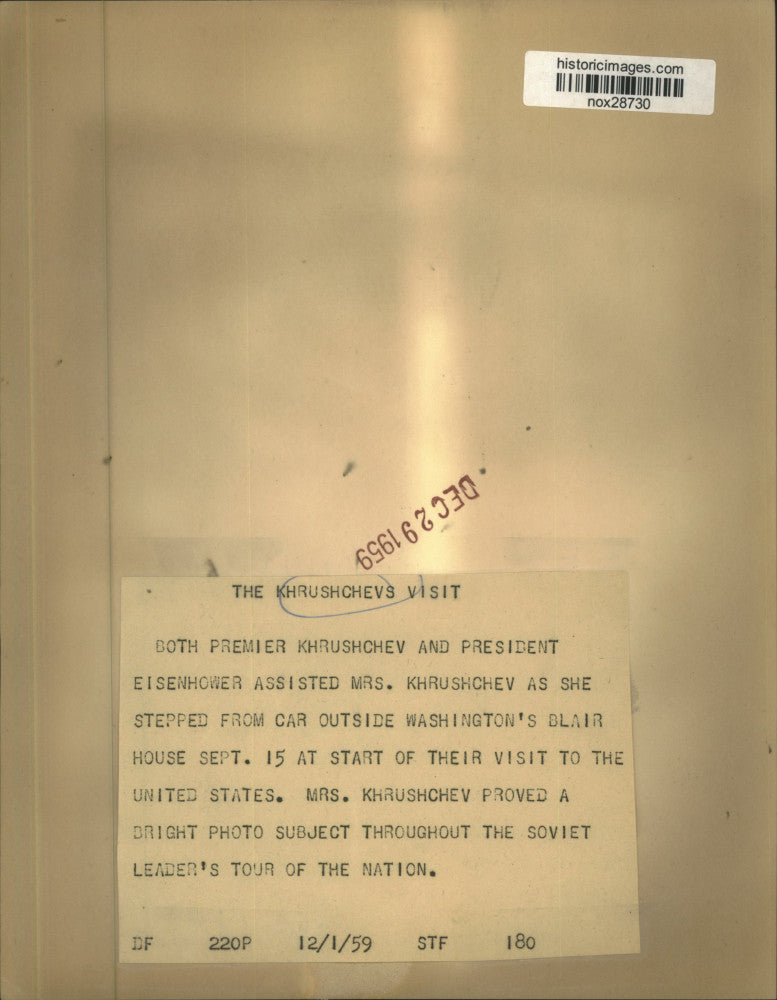 historicimages.com
nox28730
DEC 29 1959
THE KHRUSHCHEVS VISIT
BOTH PREMIER KHRUSHCHEV AND PRESIDENT
EISENHOWER ASSISTED MRS. KHRUSHCHEV AS SHE
STEPPED FROM CAR OUTSIDE WASHINGTON'S BLAIR
HOUSE SEPT. 15 AT START OF THEIR VISIT TO THE
UNITED STATES. MRS. KHRUSHCHEV PROVED A
BRIGHT PHOTO SUBJECT THROUGHOUT THE SOVIET
LEADER'S TOUR OF THE NATION.
DF 220P 12/1/59 STF 180